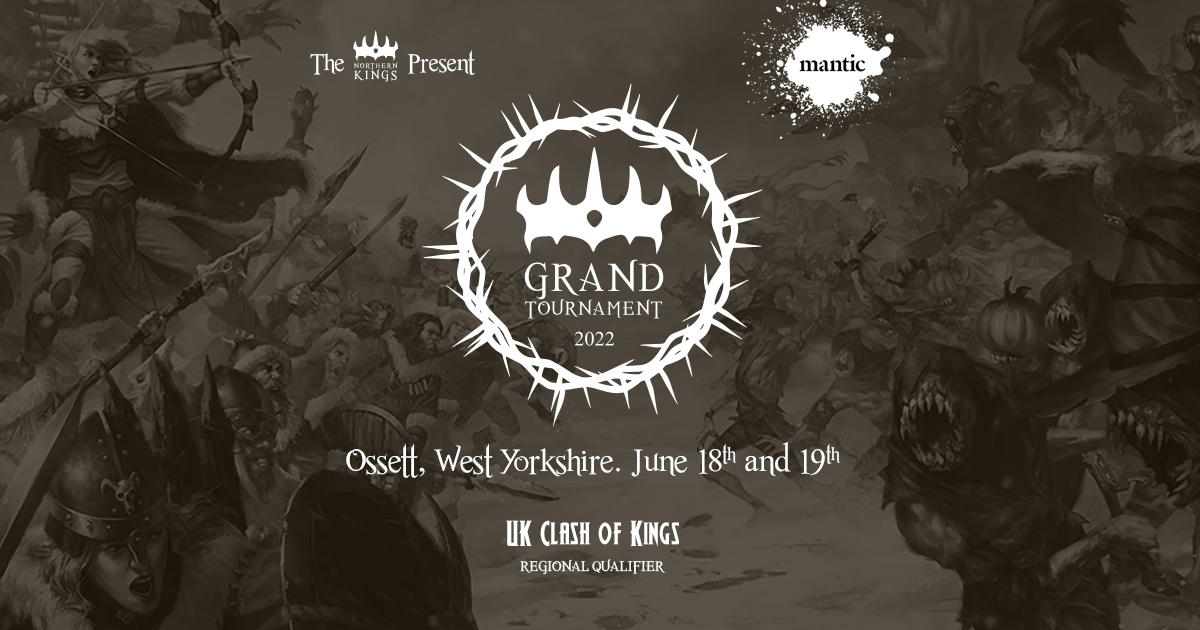 The NORTHERN KINGS Present
mantic
GRAND
TOURNAMENT
2022
Ossett, West Yorkshire. June 18th and 19th
UK CLASH OF KINGS
REGIONAL QUALIFIER